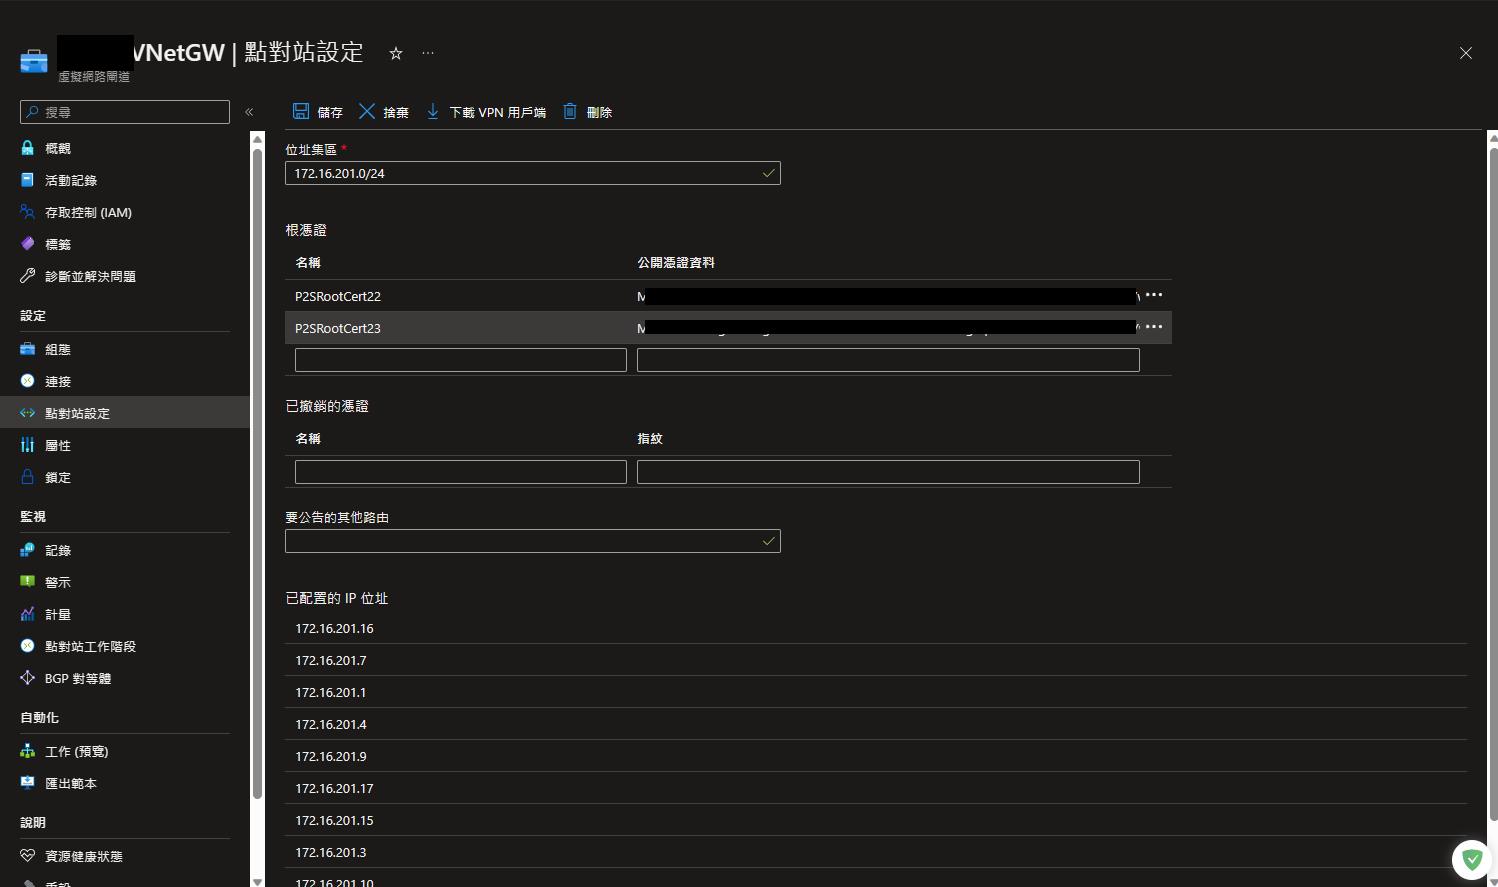 VNetGW | 點對站設定
虛擬網路閘道
搜尋
概觀
活動記錄
存取控制 (IAM)
標籤
診斷並解決問題
設定
組態
連接
點對站設定
屬性
鎖定
監視
記錄
警示
計量
點對站工作階段
BGP 對等體
自動化
工作 (預覽)
匯出範本
說明
資源健康狀態
重設
儲存 捨棄 下載 VPN 用戶端 刪除
位址集區 *
172.16.201.0/24
根憑證
名稱 公開憑證資料
P2SRootCert22 M
P2SRootCert23 M
已撤銷的憑證
名稱 指紋
要公告的其他路由
已配置的 IP 位址
172.16.201.16
172.16.201.7
172.16.201.1
172.16.201.4
172.16.201.9
172.16.201.17
172.16.201.15
172.16.201.3
172.16.201.10